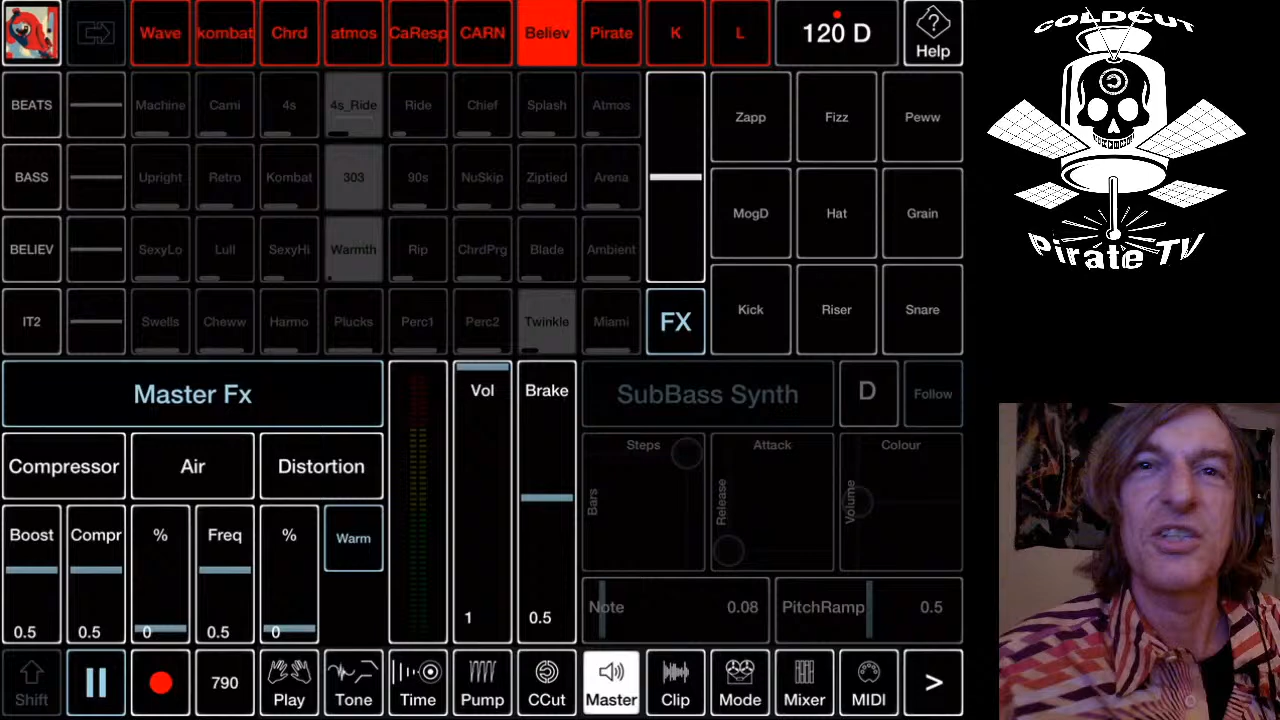 Wave kombat Chrd atmos CaResp CARN Believ Pirate K L 120 D Help
BEATS Machine Cami 4s 4s_Ride Ride Chief Splash Atmos
BASS Upright Retro Kombat 303 90s NuSkip Ziptied Arena
BELIEV SexyLo Lull SexyHi Warmth Rip ChrdPrg Blade Ambient
IT2 Swells Cheww Harmo Plucks Perc1 Perc2 Twinkle Miami FX
Zapp Fizz Peww
MogD Hat Grain
Kick Riser Snare
Master Fx Vol Brake SubBass Synth D Follow
Compressor Air Distortion Steps Attack Colour
Bars Release Volume
Boost Compr % Freq % Warm
0.5 0.5 0 0.5 0 1 0.5 Note 0.08 PitchRamp 0.5
Shift 790 Play Tone Time Pump CCut Master Clip Mode Mixer MIDI >
COLDCUT
Pirate TV